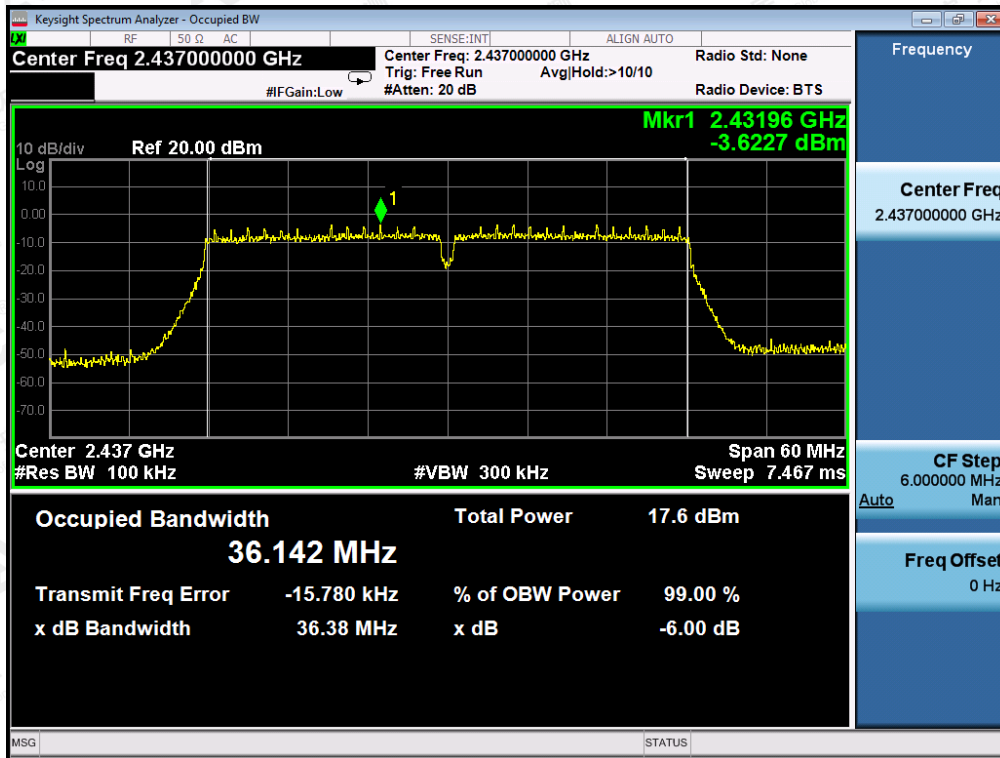 Keysight Spectrum Analyzer - Occupied BW
LXI RF 50 Ω AC SENSE:INT ALIGN AUTO
Center Freq 2.437000000 GHz
Center Freq: 2.437000000 GHz Radio Std: None
Trig: Free Run Avg|Hold:>10/10
#IFGain:Low #Atten: 20 dB Radio Device: BTS
Mkr1 2.43196 GHz
-3.6227 dBm
10 dB/div Ref 20.00 dBm
Log
10.0
0.00
-10.0
-20.0
-30.0
-40.0
-50.0
-60.0
-70.0
1
Center 2.437 GHz Span 60 MHz
#Res BW 100 kHz #VBW 300 kHz Sweep 7.467 ms
Occupied Bandwidth Total Power 17.6 dBm
36.142 MHz
Transmit Freq Error -15.780 kHz % of OBW Power 99.00 %
x dB Bandwidth 36.38 MHz x dB -6.00 dB
MSG STATUS
Frequency
Center Freq
2.437000000 GHz
CF Step
6.000000 MHz
Auto Man
Freq Offset
0 Hz